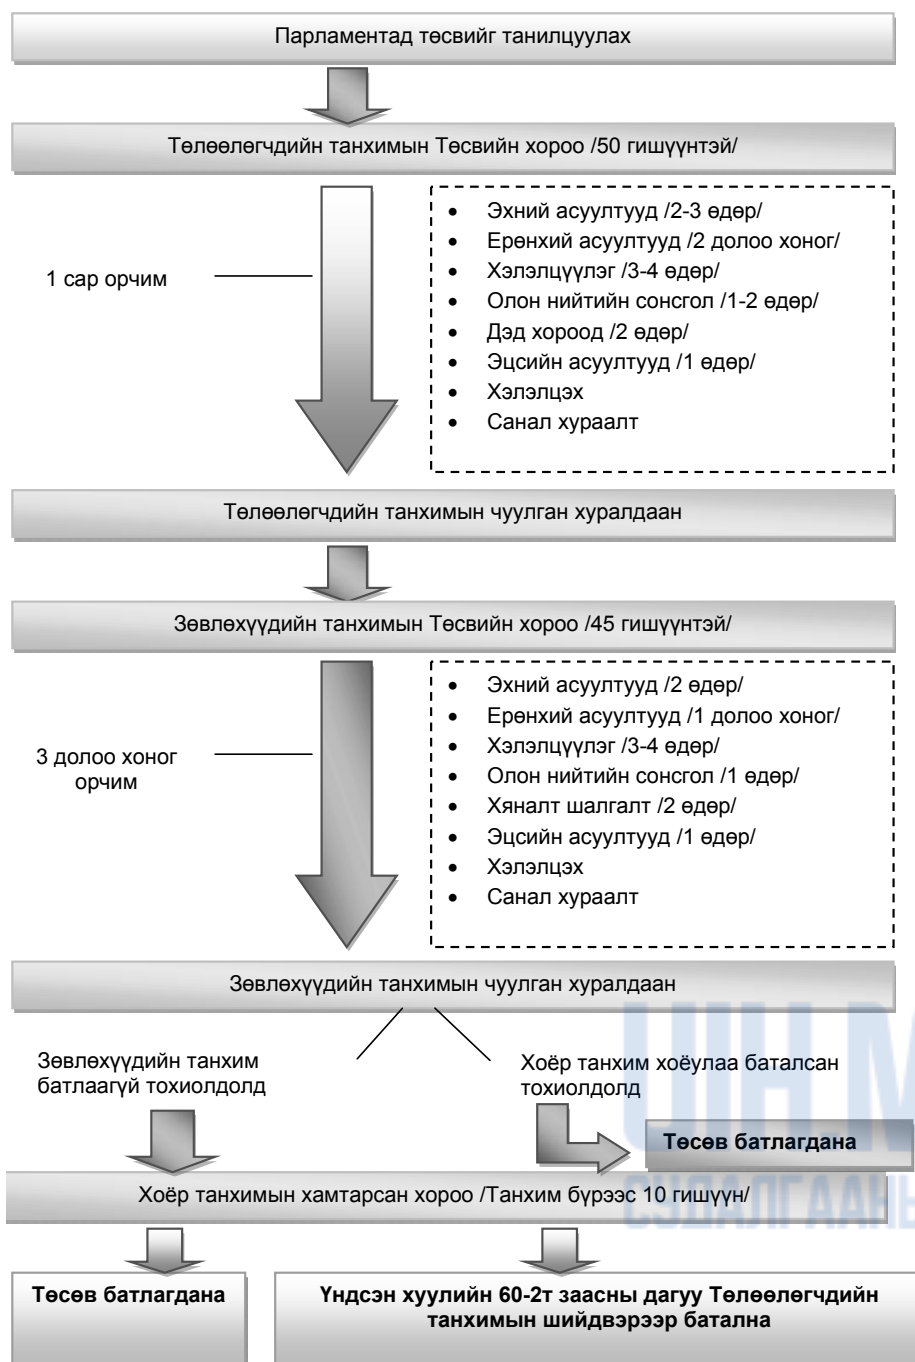 Парламентад төсвийг танилцуулах
Төлөөлөгчдийн танхимын Төсвийн хороо /50 гишүүнтэй/
1 сар орчим
• Эхний асуултууд /2-3 өдөр/
• Ерөнхий асуултууд /2 долоо хоног/
• Хэлэлцүүлэг /3-4 өдөр/
• Олон нийтийн сонсгол /1-2 өдөр/
• Дэд хороод /2 өдөр/
• Эцсийн асуултууд /1 өдөр/
• Хэлэлцэх
• Санал хураалт
Төлөөлөгчдийн танхимын чуулган хуралдаан
Зөвлөхүүдийн танхимын Төсвийн хороо /45 гишүүнтэй/
3 долоо хоног
орчим
• Эхний асуултууд /2 өдөр/
• Ерөнхий асуултууд /1 долоо хоног/
• Хэлэлцүүлэг /3-4 өдөр/
• Олон нийтийн сонсгол /1 өдөр/
• Хяналт шалгалт /2 өдөр/
• Эцсийн асуултууд /1 өдөр/
• Хэлэлцэх
• Санал хураалт
Зөвлөхүүдийн танхимын чуулган хуралдаан
Зөвлөхүүдийн танхим
батлаагүй тохиолдолд
Хоёр танхим хоёулаа баталсан
тохиолдолд
Төсөв батлагдана
Хоёр танхимын хамтарсан хороо /Танхим бүрээс 10 гишүүн/
Төсөв батлагдана
Үндсэн хуулийн 60-2т заасны дагуу Төлөөлөгчдийн
танхимын шийдвэрээр батална